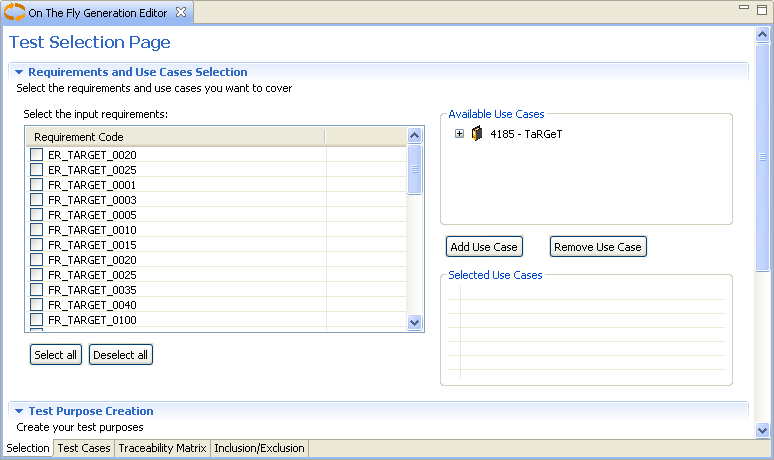 On The Fly Generation Editor
Test Selection Page
Requirements and Use Cases Selection
Select the requirements and use cases you want to cover
Select the input requirements:
Requirement Code
ER_TARGET_0020
ER_TARGET_0025
FR_TARGET_0001
FR_TARGET_0003
FR_TARGET_0005
FR_TARGET_0010
FR_TARGET_0015
FR_TARGET_0020
FR_TARGET_0025
FR_TARGET_0035
FR_TARGET_0040
FR_TARGET_0100
Select all
Deselect all
Available Use Cases
4185 - TaRGeT
Add Use Case
Remove Use Case
Selected Use Cases
Test Purpose Creation
Create your test purposes
Selection
Test Cases
Traceability Matrix
Inclusion/Exclusion